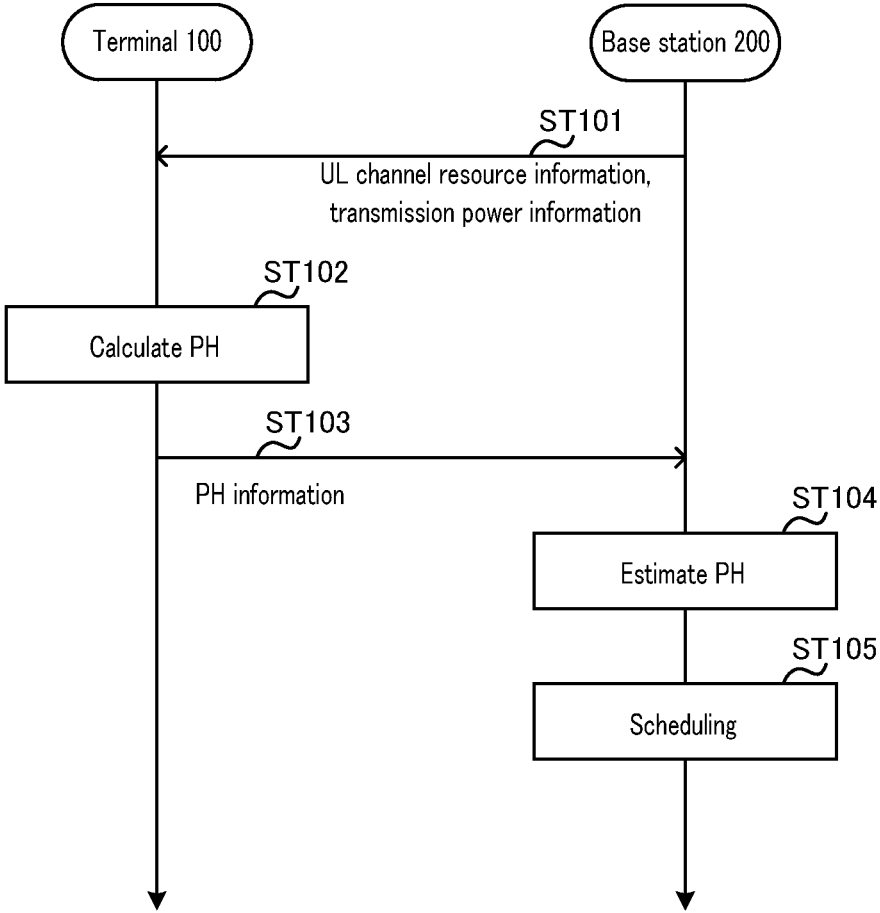 Terminal 100
Base station 200
ST101
UL channel resource information,
transmission power information
ST102
Calculate PH
ST103
PH information
ST104
Estimate PH
ST105
Scheduling